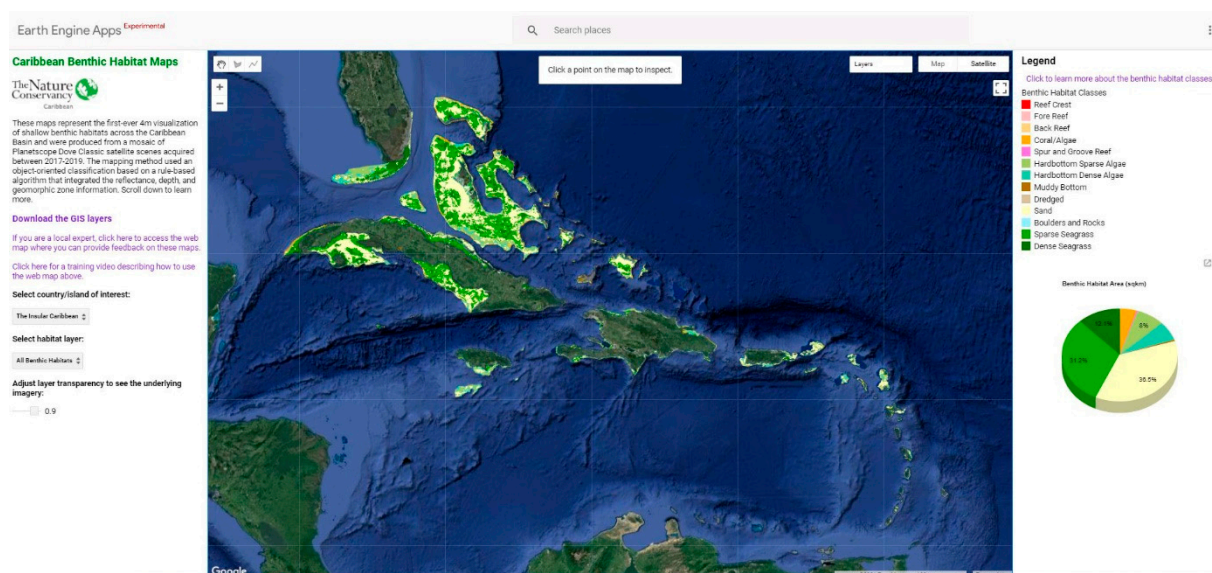 Earth Engine Apps Experimental
Search places
Caribbean Benthic Habitat Maps
The Nature
Conservancy
Caribbean
These maps represent the first-ever 4m visualization
of shallow benthic habitats across the Caribbean
Basin and were produced from a mosaic of
Planetscope Dove Classic satellite scenes acquired
between 2017-2019. The mapping method used an
object-oriented classification based on a rule-based
algorithm that integrated the reflectance, depth, and
geomorphic zone information. Scroll down to learn
more.
Download the GIS layers
If you are a local expert, click here to access the web
map where you can provide feedback on these maps.
Click here for a training video describing how to use
the web map above.
Select country/island of interest:
The Insular Caribbean
Select habitat layer:
All Benthic Habitats
Adjust layer transparency to see the underlying
imagery:
0.9
+
−
Click a point on the map to inspect.
Layers
Map
Satellite
Google
Legend
Click to learn more about the benthic habitat classes
Benthic Habitat Classes
Reef Crest
Fore Reef
Back Reef
Coral/Algae
Spur and Groove Reef
Hardbottom Sparse Algae
Hardbottom Dense Algae
Muddy Bottom
Dredged
Sand
Boulders and Rocks
Sparse Seagrass
Dense Seagrass
Benthic Habitat Area (sqkm)
8%
36.5%